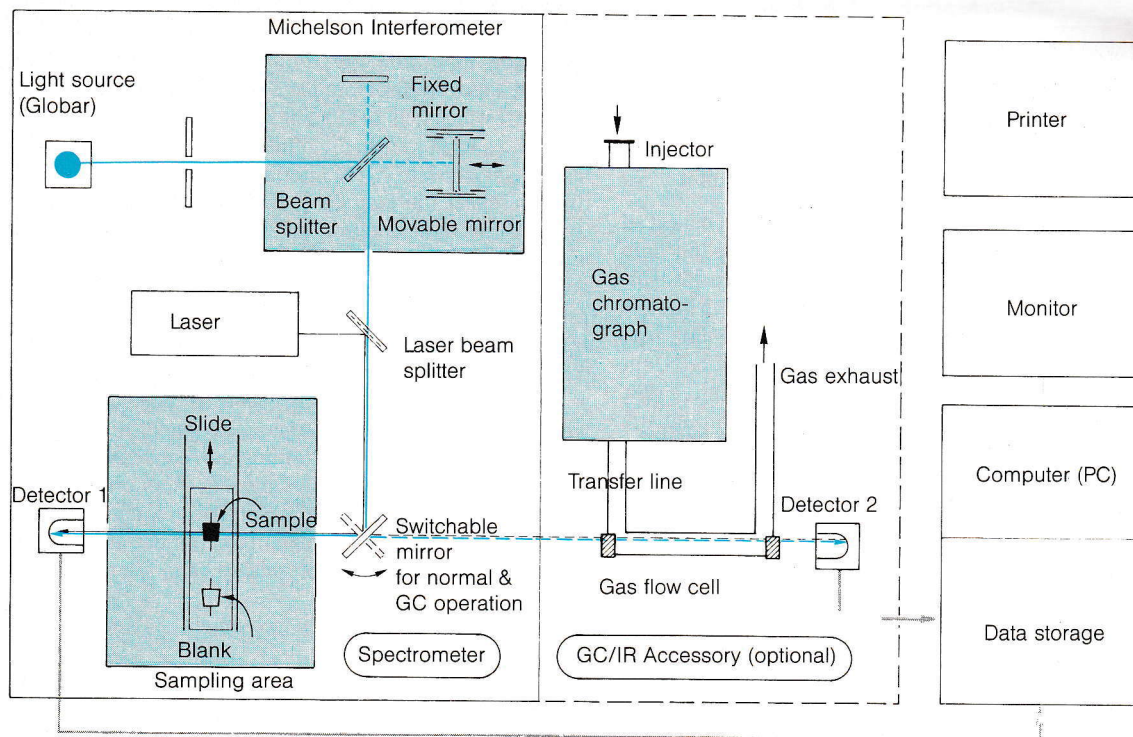 Michelson Interferometer
Light source
(Globar)
Fixed
mirror
Beam
splitter
Movable mirror
Laser
Laser beam
splitter
Slide
Detector 1
Sample
Blank
Sampling area
Switchable
mirror
for normal &
GC operation
Spectrometer
Injector
Gas
chromato-
graph
Gas exhaust
Transfer line
Detector 2
Gas flow cell
GC/IR Accessory (optional)
Printer
Monitor
Computer (PC)
Data storage